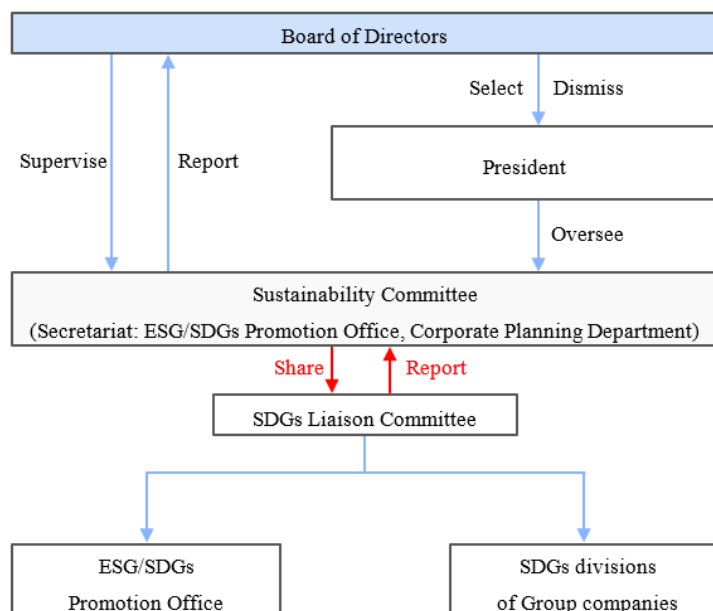 Board of Directors
Select Dismiss
Supervise Report
President
Oversee
Sustainability Committee
(Secretariat: ESG/SDGs Promotion Office, Corporate Planning Department)
Share Report
SDGs Liaison Committee
ESG/SDGs
Promotion Office
SDGs divisions
of Group companies